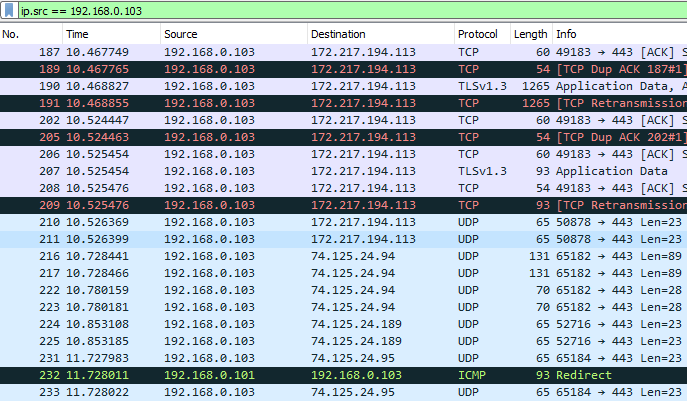 ip.src == 192.168.0.103
No. Time Source Destination Protocol Length Info
187 10.467749 192.168.0.103 172.217.194.113 TCP 60 49183 → 443 [ACK] S
189 10.467765 192.168.0.103 172.217.194.113 TCP 54 [TCP Dup ACK 187#1]
190 10.468827 192.168.0.103 172.217.194.113 TLSv1.3 1265 Application Data, A
191 10.468855 192.168.0.103 172.217.194.113 TCP 1265 [TCP Retransmission
202 10.524447 192.168.0.103 172.217.194.113 TCP 60 49183 → 443 [ACK] S
205 10.524463 192.168.0.103 172.217.194.113 TCP 54 [TCP Dup ACK 202#1]
206 10.525454 192.168.0.103 172.217.194.113 TCP 60 49183 → 443 [ACK] S
207 10.525454 192.168.0.103 172.217.194.113 TLSv1.3 93 Application Data
208 10.525476 192.168.0.103 172.217.194.113 TCP 54 49183 → 443 [ACK] S
209 10.525476 192.168.0.103 172.217.194.113 TCP 93 [TCP Retransmission
210 10.526369 192.168.0.103 172.217.194.113 UDP 65 50878 → 443 Len=23
211 10.526399 192.168.0.103 172.217.194.113 UDP 65 50878 → 443 Len=23
216 10.728441 192.168.0.103 74.125.24.94 UDP 131 65182 → 443 Len=89
217 10.728466 192.168.0.103 74.125.24.94 UDP 131 65182 → 443 Len=89
222 10.780159 192.168.0.103 74.125.24.94 UDP 70 65182 → 443 Len=28
223 10.780181 192.168.0.103 74.125.24.94 UDP 70 65182 → 443 Len=28
224 10.853108 192.168.0.103 74.125.24.189 UDP 65 52716 → 443 Len=23
225 10.853185 192.168.0.103 74.125.24.189 UDP 65 52716 → 443 Len=23
231 11.727983 192.168.0.103 74.125.24.95 UDP 65 65184 → 443 Len=23
232 11.728011 192.168.0.101 192.168.0.103 ICMP 93 Redirect
233 11.728022 192.168.0.103 74.125.24.95 UDP 65 65184 → 443 Len=23